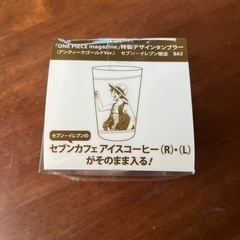 「ONE PIECE magazine」特製デザインタンブラー
(アンティークゴールドVer.) セブン-イレブン限定 BA3
セブン-イレブンの
セブンカフェ アイスコーヒー(R)・(L)
がそのまま入る!